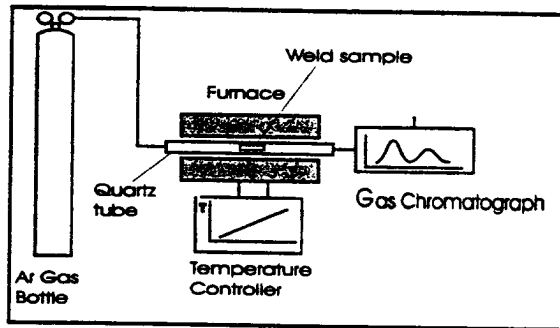 Weld sample
Furnace
Quartz
tube
Gas Chromatograph
T
Ar Gas
Bottle
Temperature
Controller